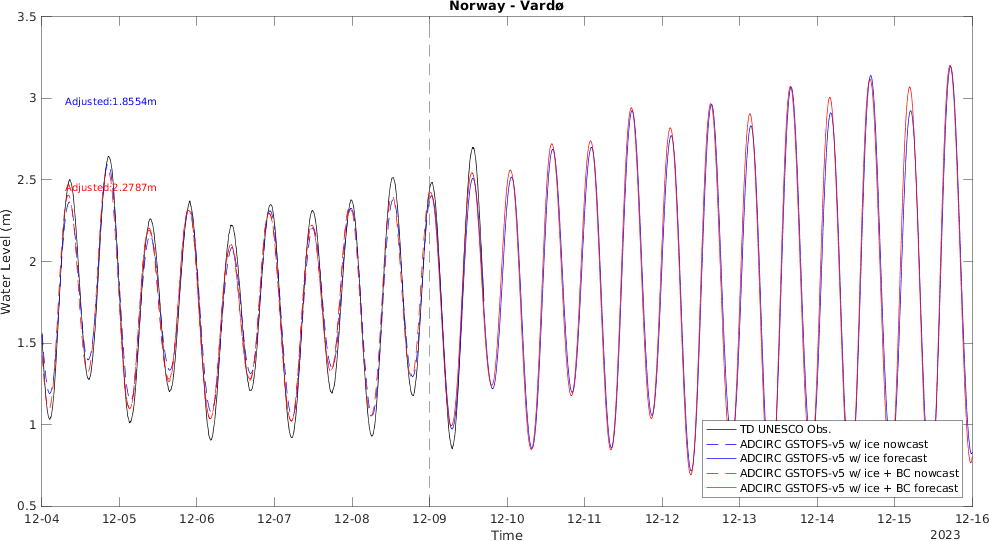 Norway - Vardø
3.5
3
2.5
2
1.5
1
0.5
Water Level (m)
Adjusted:1.8554m
Adjusted:2.2787m
TD UNESCO Obs.
ADCIRC GSTOFS-v5 w/ ice nowcast
ADCIRC GSTOFS-v5 w/ ice forecast
ADCIRC GSTOFS-v5 w/ ice + BC nowcast
ADCIRC GSTOFS-v5 w/ ice + BC forecast
12-04 12-05 12-06 12-07 12-08 12-09 12-10 12-11 12-12 12-13 12-14 12-15 12-16
Time
2023